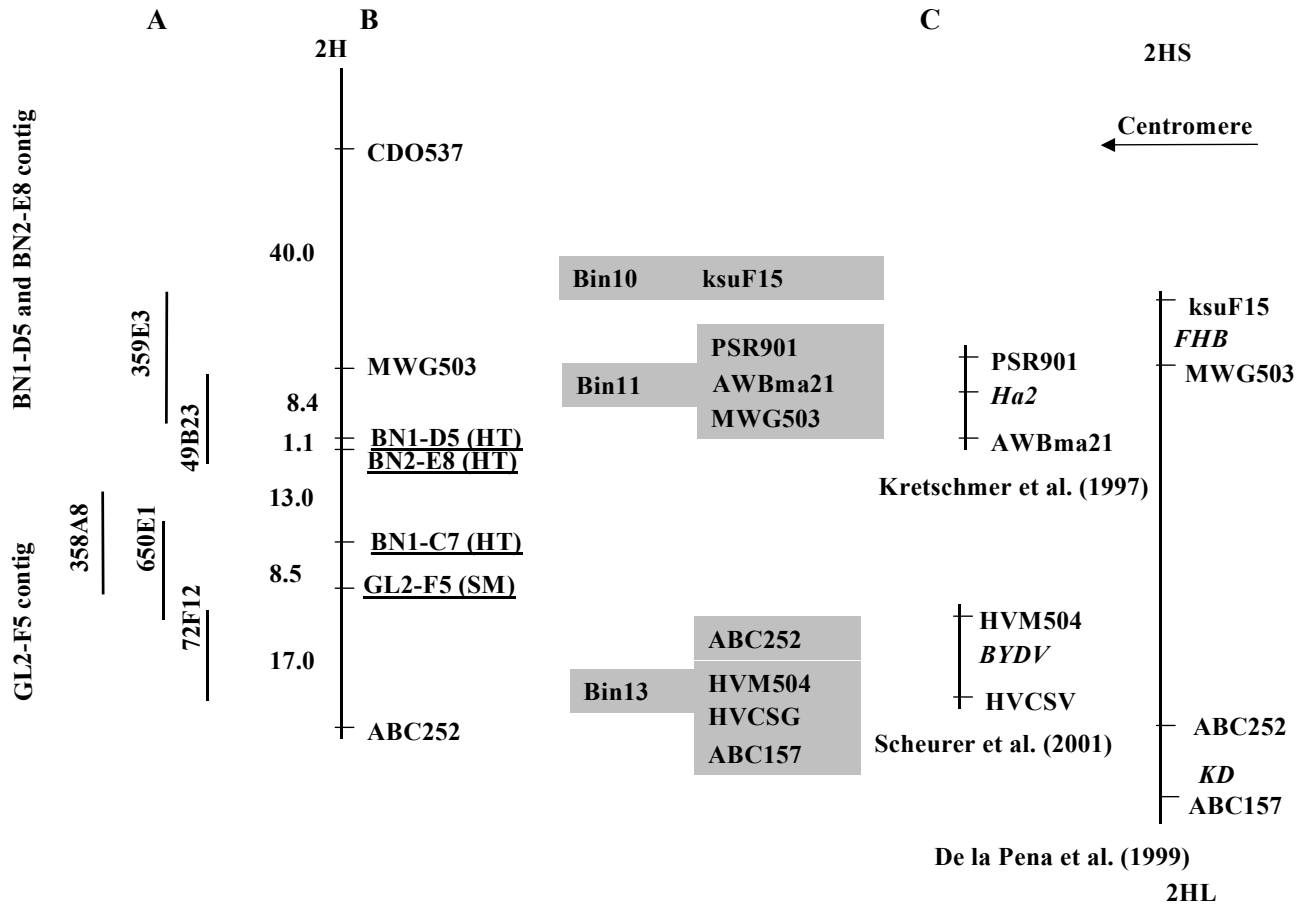 A
B
C
BN1-D5 and BN2-E8 contig
GL2-F5 contig
359E3
49B23
358A8
650E1
72F12
2H
CDO537
40.0
MWG503
8.4
BN1-D5 (HT)
1.1
BN2-E8 (HT)
13.0
BN1-C7 (HT)
8.5
GL2-F5 (SM)
17.0
ABC252
Bin10
ksuF15
Bin11
PSR901
AWBma21
MWG503
Bin13
ABC252
HVM504
HVCSG
ABC157
PSR901
Ha2
AWBma21
Kretschmer et al. (1997)
HVM504
BYDV
HVCSV
Scheurer et al. (2001)
2HS
Centromere
ksuF15
FHB
MWG503
ABC252
KD
ABC157
De la Pena et al. (1999)
2HL